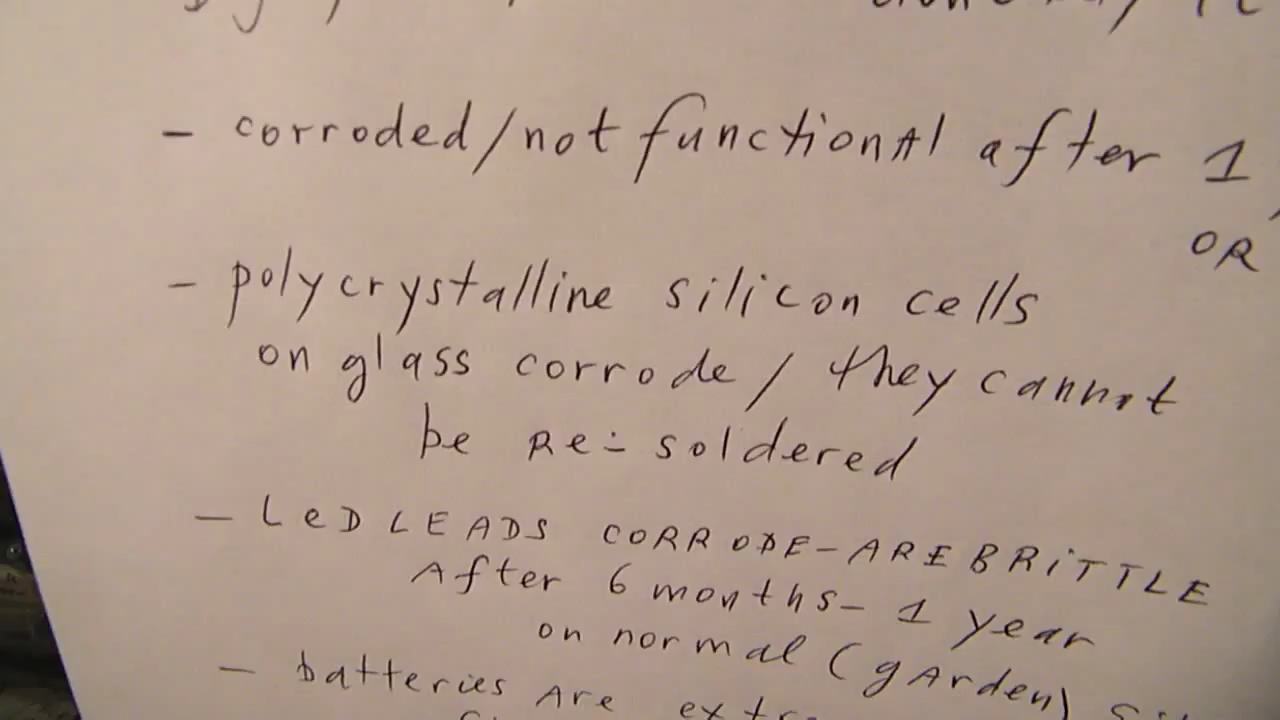 - corroded/not functionAl after 1
OR
- polycrystalline silicon cells
on glass corrode/they cannot
be Re-soldered
- LeD LEADS CORRODE-ARE BRiTTLE
After 6 months-1 year
on normal (gArden)
- batteries Are